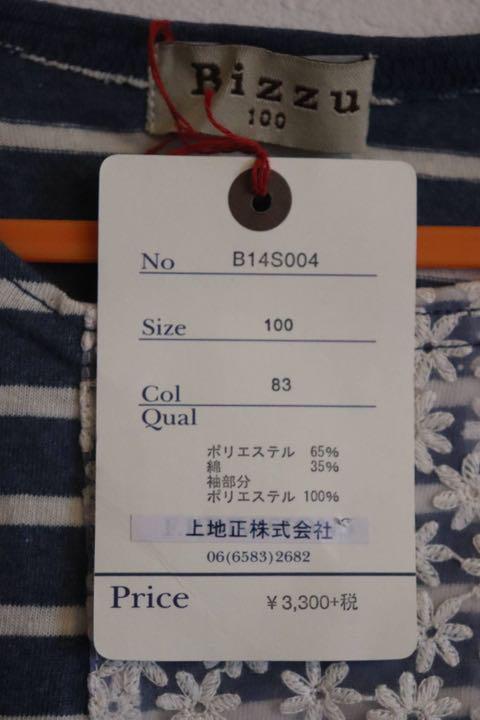 Bizzu
100
No B14S004
Size 100
Col 83
Qual
ポリエステル 65%
綿 35%
袖部分
ポリエステル 100%
上地正株式会社
06(6583)2682
Price ¥3,300+税